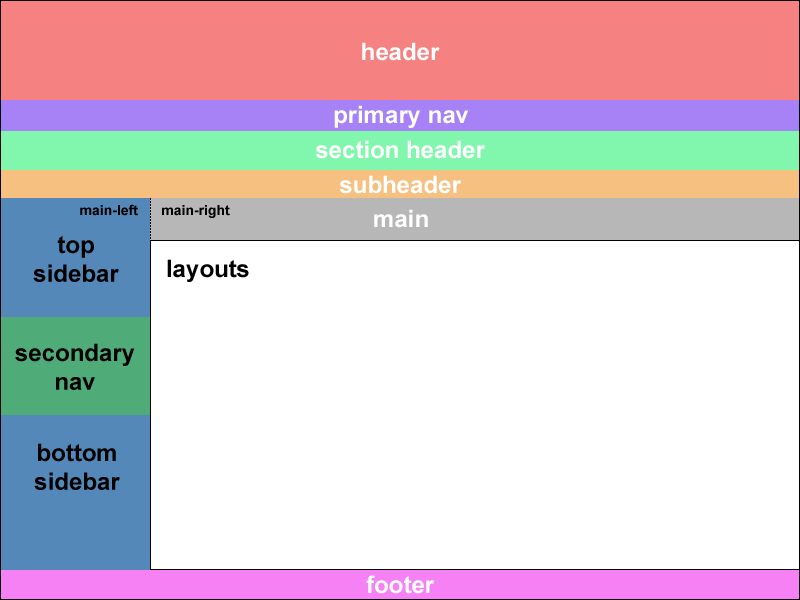 header
primary nav
section header
subheader
main-left
main-right
main
top
sidebar
layouts
secondary
nav
bottom
sidebar
footer